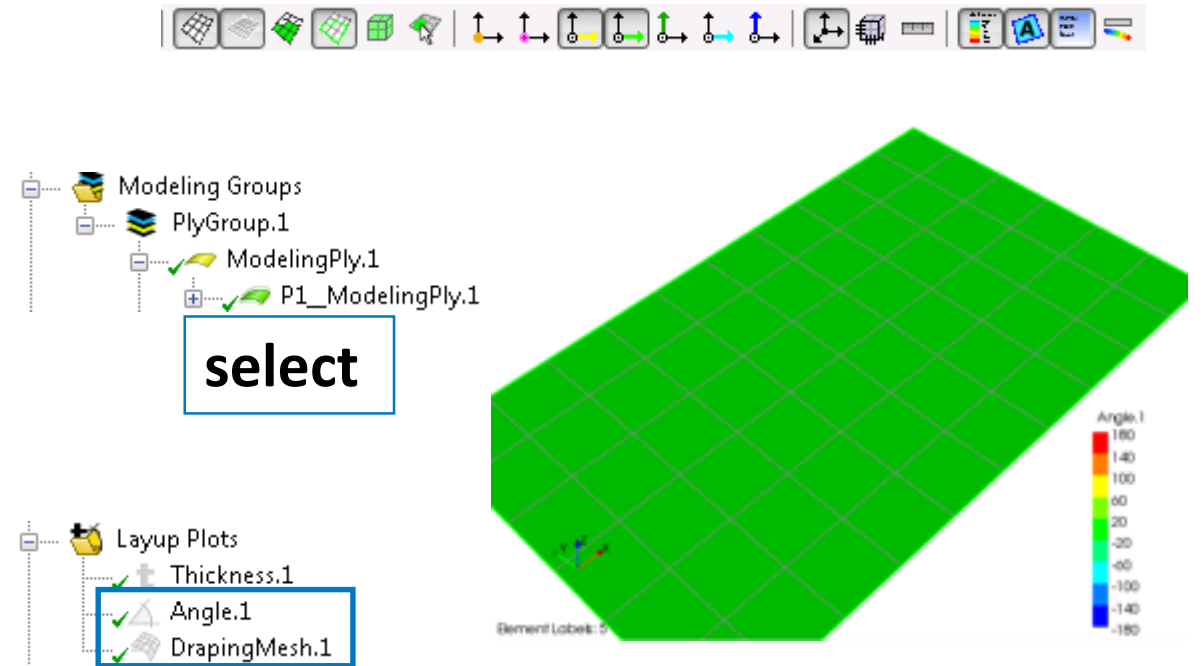 Modeling Groups
PlyGroup.1
ModelingPly.1
P1__ModelingPly.1
select
Layup Plots
Thickness.1
Angle.1
DrapingMesh.1
Angle.1
180
140
100
60
20
-20
-60
-100
-140
-180
Z
Y
X
Element Labels: 5
A